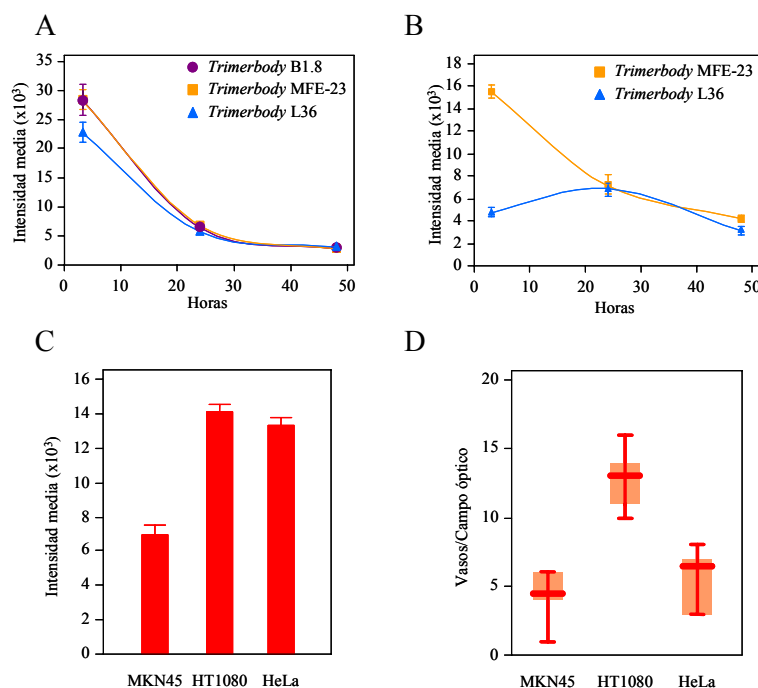 A
Intensidad media (x10³)
35
30
25
20
15
10
5
0
Trimerbody B1.8
Trimerbody MFE-23
Trimerbody L36
0 10 20 30 40 50
Horas
B
Intensidad media (x10³)
18
16
14
12
10
8
6
4
2
0
Trimerbody MFE-23
Trimerbody L36
0 10 20 30 40 50
Horas
C
Intensidad media (x10³)
16
14
12
10
8
6
4
2
0
MKN45 HT1080 HeLa
D
Vasos/Campo óptico
20
15
10
5
0
MKN45 HT1080 HeLa